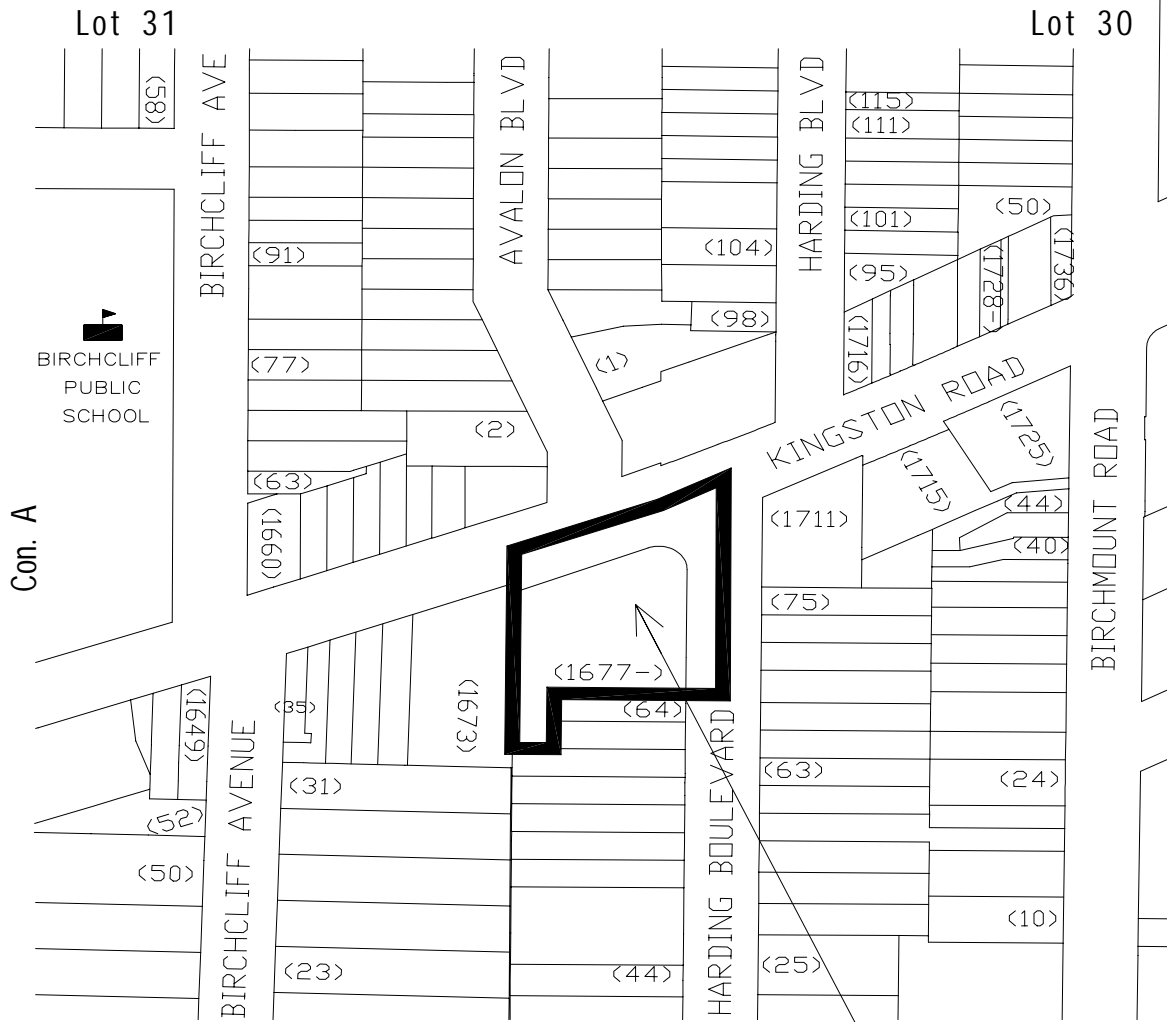 Lot 31
Lot 30
(58)
BIRCHCLIFF AVE
AVALON BLVD
HARDING BLVD
(115)
(111)
(101)
(50)
(104)
(91)
(95)
(1728-)
(1736)
(98)
(1716)
BIRCHCLIFF
PUBLIC
SCHOOL
(77)
(1)
KINGSTON ROAD
(2)
(1725)
(1715)
(63)
(44)
(1711)
(40)
(1660)
Con. A
BIRCHMOUNT ROAD
(75)
(1677-)
(1673)
(64)
(35)
(1649)
(63)
(24)
(31)
(52)
BIRCHCLIFF AVENUE
HARDING BOULEVARD
(50)
(10)
(23)
(44)
(25)